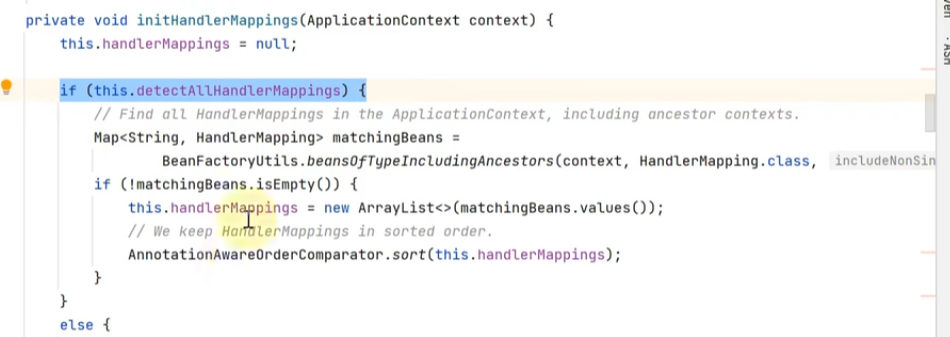 private void initHandlerMappings(ApplicationContext context) {
this.handlerMappings = null;
if (this.detectAllHandlerMappings) {
// Find all HandlerMappings in the ApplicationContext, including ancestor contexts.
Map<String, HandlerMapping> matchingBeans =
BeanFactoryUtils.beansOfTypeIncludingAncestors(context, HandlerMapping.class, includeNonSin
if (!matchingBeans.isEmpty()) {
this.handlerMappings = new ArrayList<>(matchingBeans.values());
// We keep HandlerMappings in sorted order.
AnnotationAwareOrderComparator.sort(this.handlerMappings);
}
}
else {